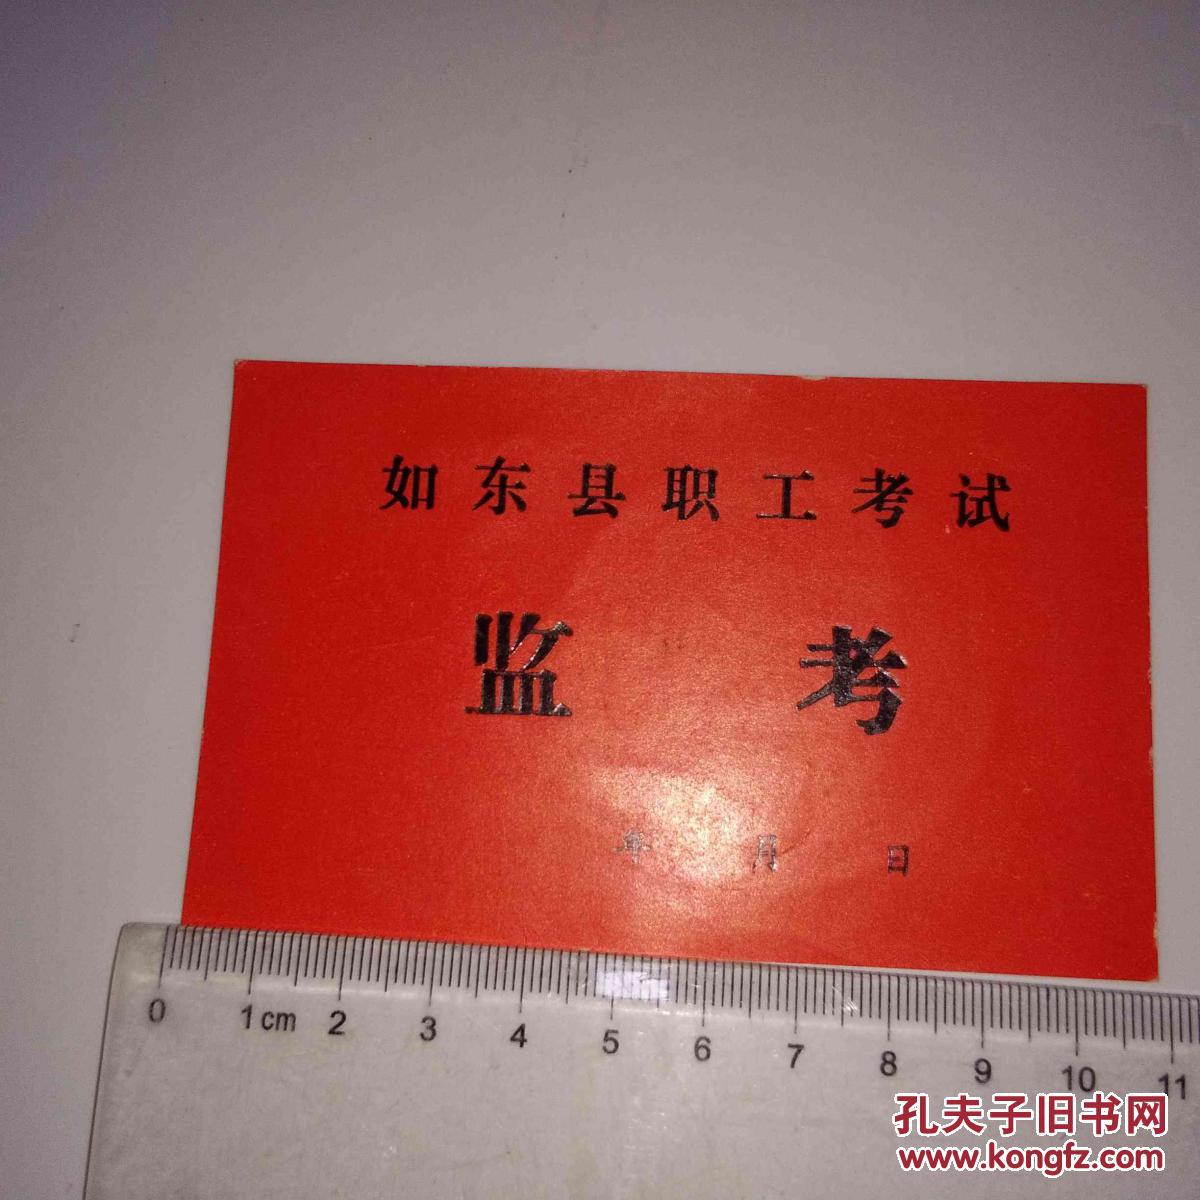 如东县职工考试
监考
年 月 日
0 1cm 2 3 4 5 6 7 8 9 10 11
孔夫子旧书网
www.kongfz.com